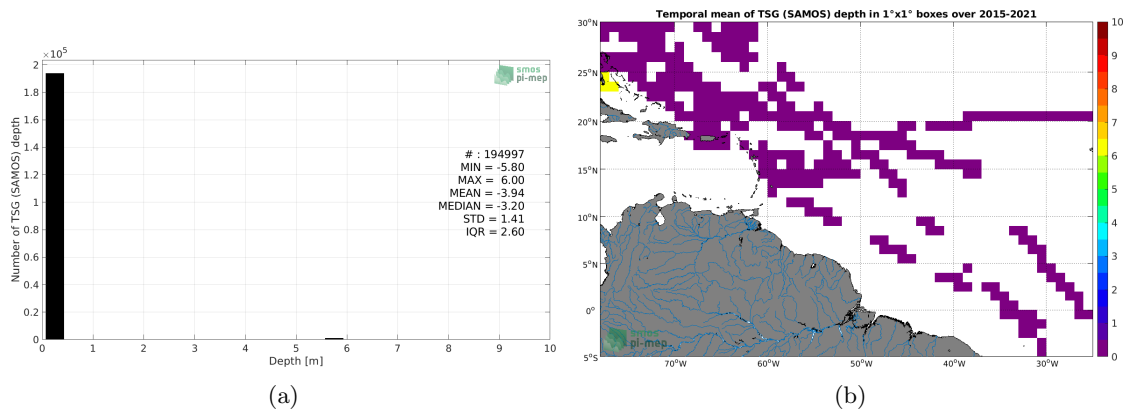 ×10⁵
2
1.8
1.6
1.4
1.2
1
0.8
0.6
0.4
0.2
0
Number of TSG (SAMOS) depth
smos
pi-mep
# : 194997
MIN = -5.80
MAX = 6.00
MEAN = -3.94
MEDIAN = -3.20
STD = 1.41
IQR = 2.60
0 1 2 3 4 5 6 7 8 9 10
Depth [m]
(a)
Temporal mean of TSG (SAMOS) depth in 1°x1° boxes over 2015-2021
30°N
25°N
20°N
15°N
10°N
5°N
0°
5°S
70°W 60°W 50°W 40°W 30°W
smos
pi-mep
10
9
8
7
6
5
4
3
2
1
0
(b)